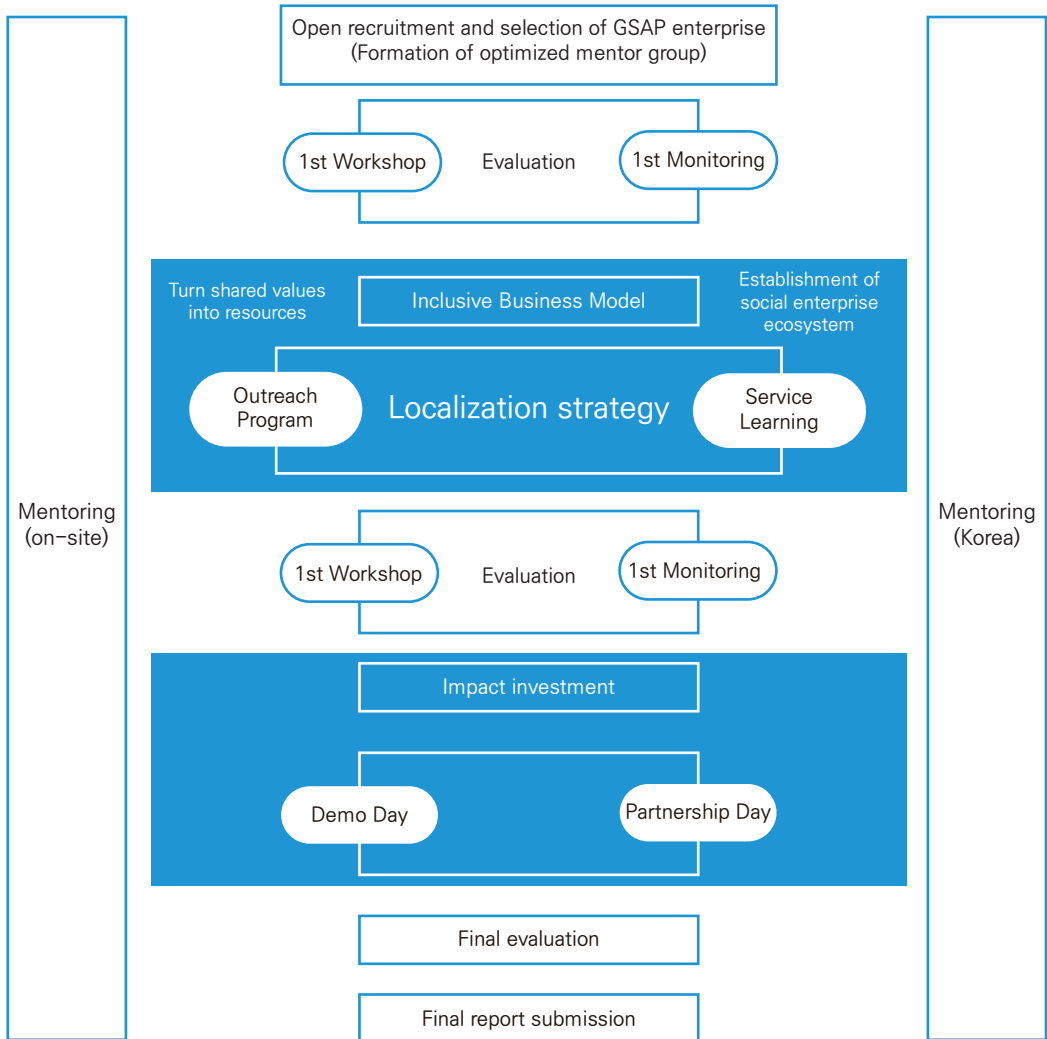 Open recruitment and selection of GSAP enterprise
(Formation of optimized mentor group)
1st Workshop
Evaluation
1st Monitoring
Turn shared values
into resources
Inclusive Business Model
Establishment of
social enterprise
ecosystem
Outreach
Program
Localization strategy
Service
Learning
Mentoring
(on-site)
Mentoring
(Korea)
1st Workshop
Evaluation
1st Monitoring
Impact investment
Demo Day
Partnership Day
Final evaluation
Final report submission